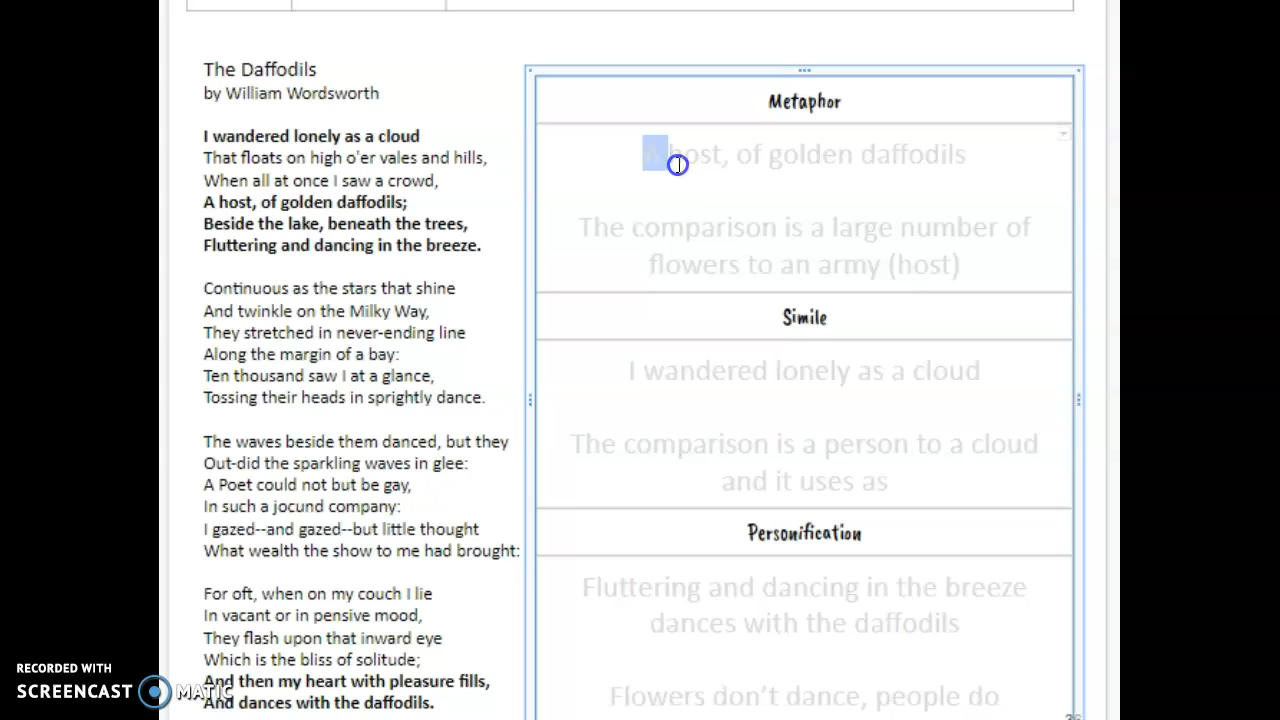 The Daffodils
by William Wordsworth
I wandered lonely as a cloud
That floats on high o'er vales and hills,
When all at once I saw a crowd,
A host, of golden daffodils;
Beside the lake, beneath the trees,
Fluttering and dancing in the breeze.
Continuous as the stars that shine
And twinkle on the Milky Way,
They stretched in never-ending line
Along the margin of a bay:
Ten thousand saw I at a glance,
Tossing their heads in sprightly dance.
The waves beside them danced, but they
Out-did the sparkling waves in glee:
A Poet could not but be gay,
In such a jocund company:
I gazed--and gazed--but little thought
What wealth the show to me had brought:
For oft, when on my couch I lie
In vacant or in pensive mood,
They flash upon that inward eye
Which is the bliss of solitude;
And then my heart with pleasure fills,
And dances with the daffodils.
Metaphor
A host, of golden daffodils
The comparison is a large number of
flowers to an army (host)
Simile
I wandered lonely as a cloud
The comparison is a person to a cloud
and it uses as
Personification
Fluttering and dancing in the breeze
dances with the daffodils
Flowers don't dance, people do
RECORDED WITH
SCREENCAST MATIC